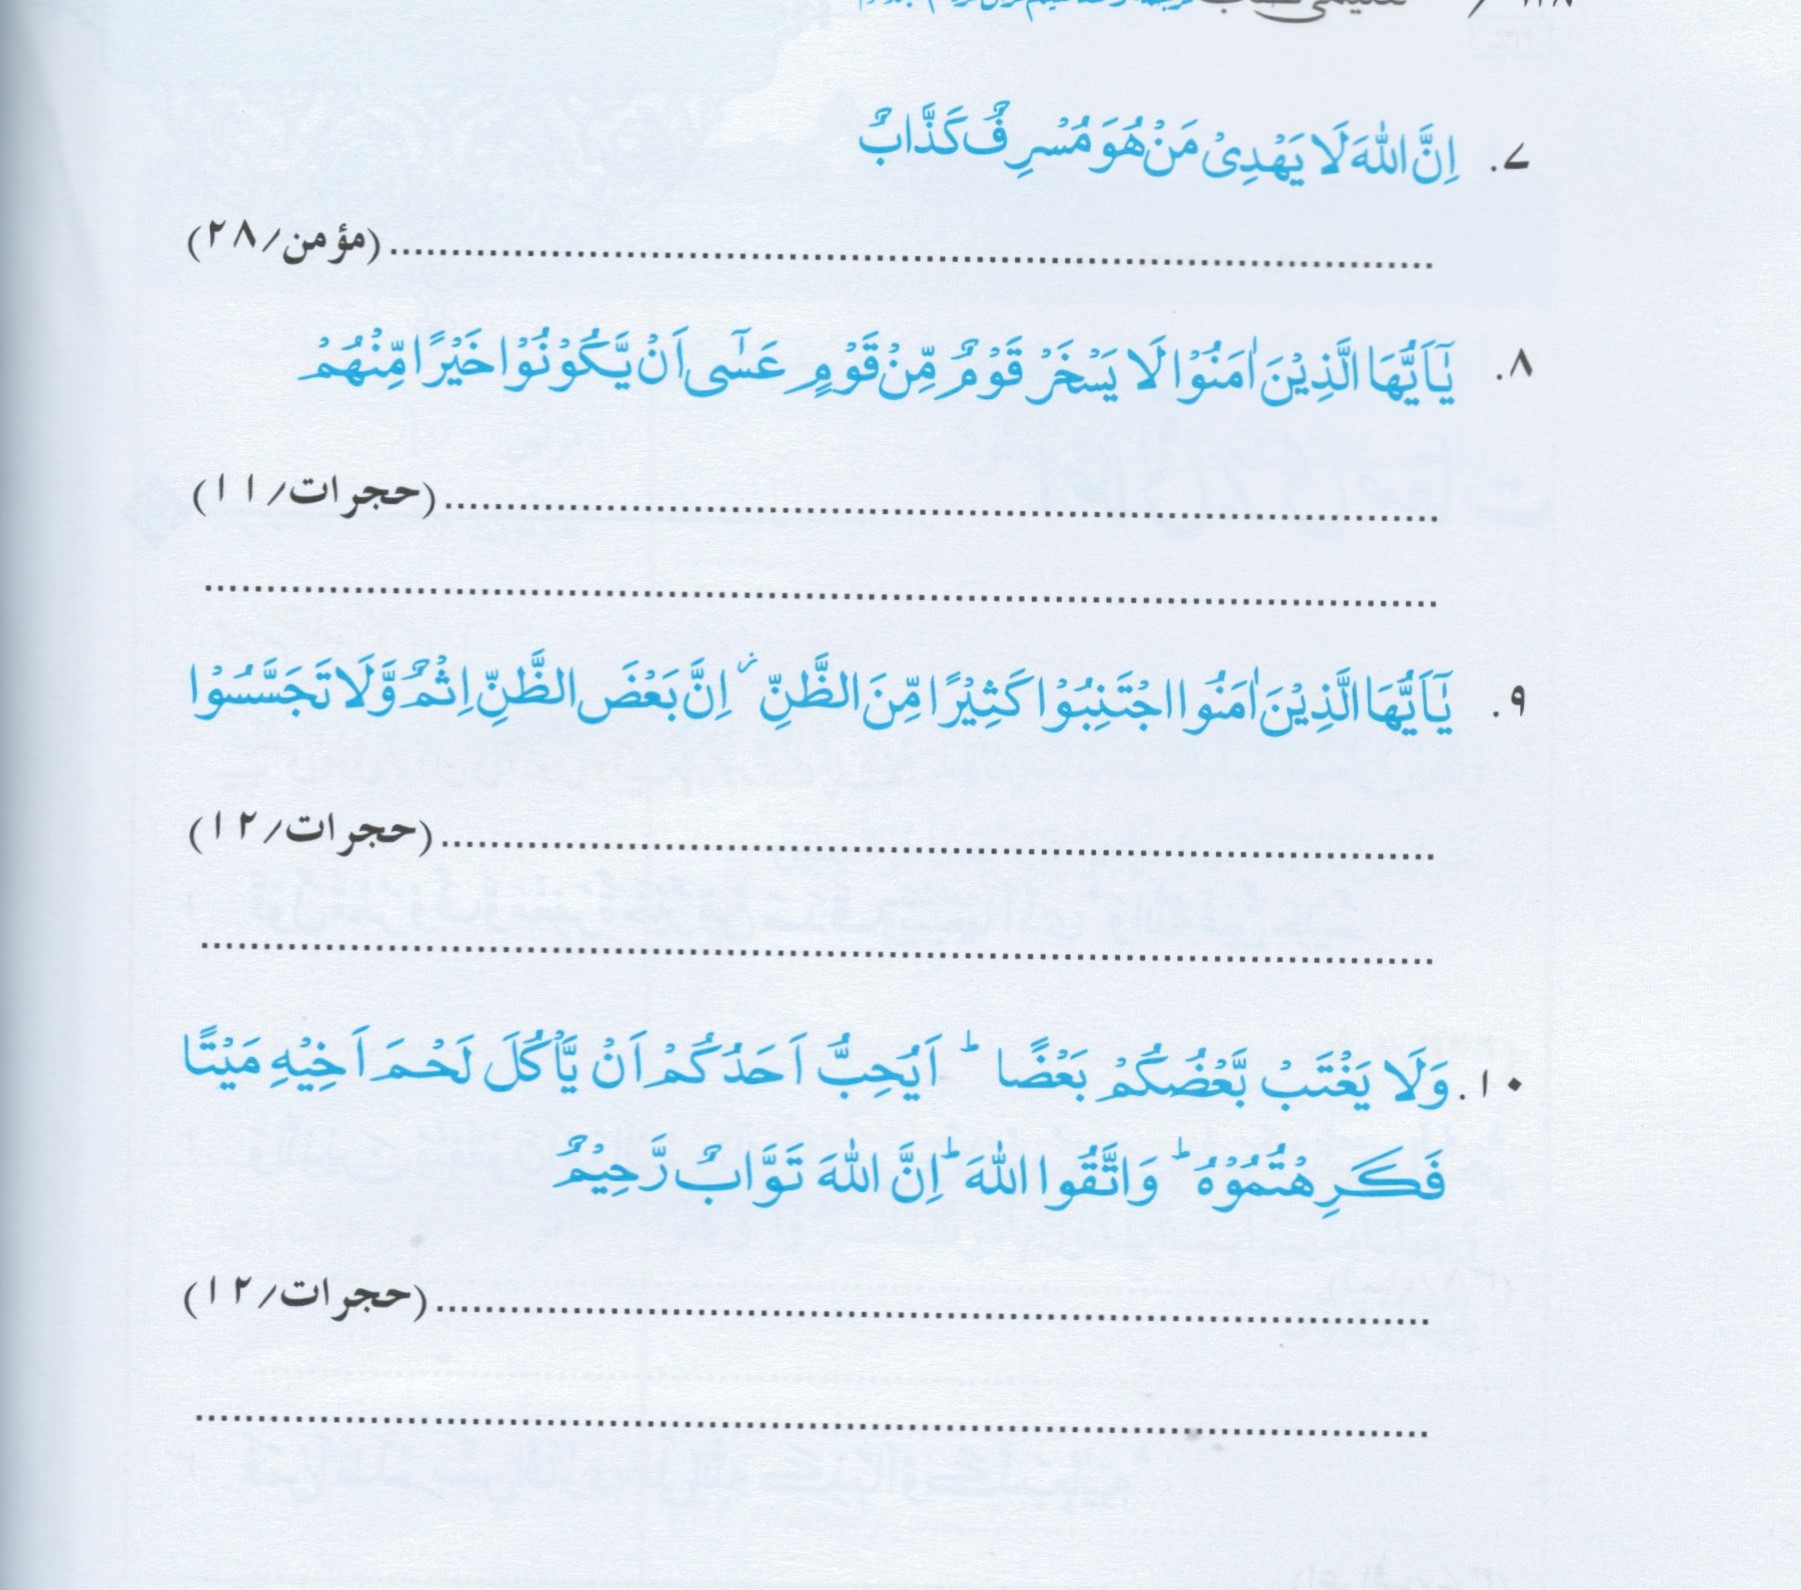 ۷. اِنَّ اللّٰهَ لَا يَهْدِىْ مَنْ هُوَ مُسْرِفٌ كَذَّابٌ
................(مؤمن/۲۸)
۸. يٰۤاَيُّهَا الَّذِيْنَ اٰمَنُوْا لَا يَسْخَرْ قَوْمٌ مِّنْ قَوْمٍ عَسٰٓى اَنْ يَّكُوْنُوْا خَيْرًا مِّنْهُمْ
................(حجرات/۱۱)
................
۹. يٰۤاَيُّهَا الَّذِيْنَ اٰمَنُوا اجْتَنِبُوْا كَثِيْرًا مِّنَ الظَّنِّ ؗ اِنَّ بَعْضَ الظَّنِّ اِثْمٌ وَّلَا تَجَسَّسُوْا
................(حجرات/۱۲)
................
۱۰. وَلَا يَغْتَبْ بَّعْضُكُمْ بَعْضًا ؕ اَيُحِبُّ اَحَدُكُمْ اَنْ يَّاْكُلَ لَحْمَ اَخِيْهِ مَيْتًا
فَكَرِهْتُمُوْهُ ؕ وَاتَّقُوا اللّٰهَ ؕ اِنَّ اللّٰهَ تَوَّابٌ رَّحِيْمٌ
................(حجرات/۱۲)
................